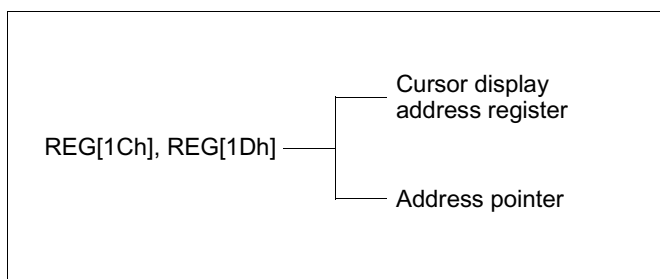 REG[1Ch], REG[1Dh]
Cursor display
address register
Address pointer